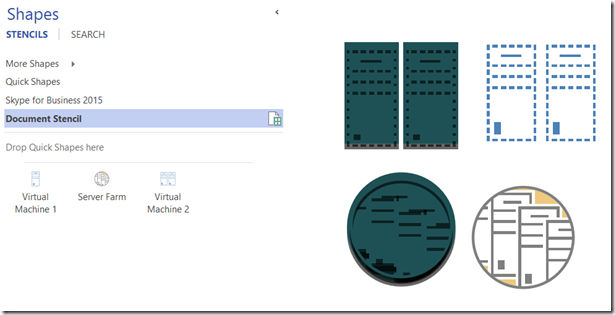 Shapes
STENCILS | SEARCH
More Shapes
Quick Shapes
Skype for Business 2015
Document Stencil
Drop Quick Shapes here
Virtual Machine 1
Server Farm
Virtual Machine 2